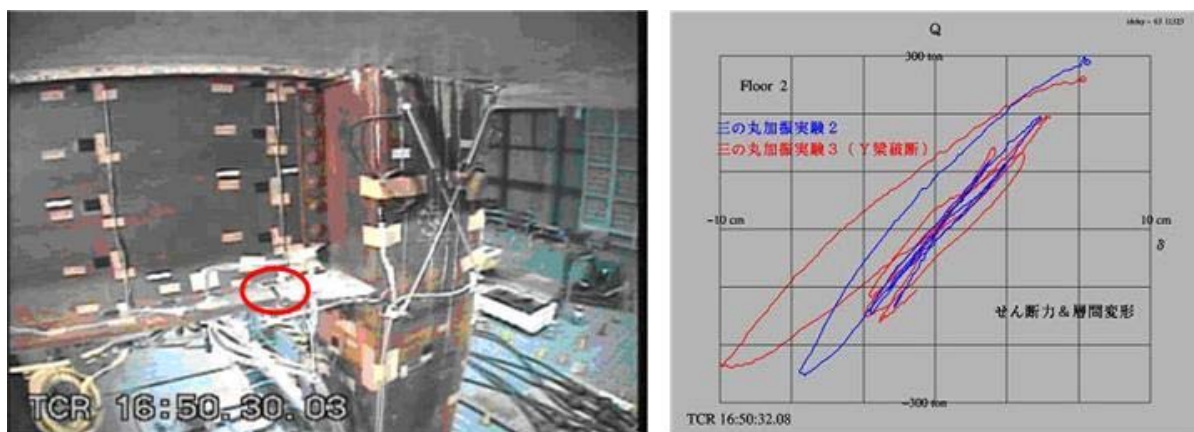 TCR 16:50.30.03
Q
300 ton
Floor 2
三の丸加振実験2
三の丸加振実験3(Y梁破断)
-10 cm
10 cm
δ
せん断力&層間変形
-300 ton
TCR 16:50:32.08